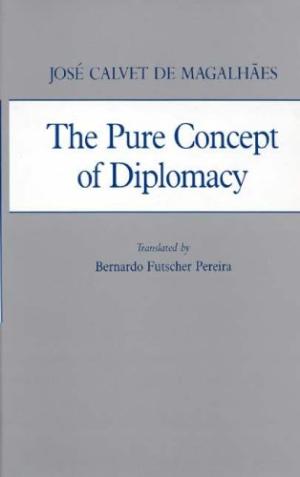 JOSÉ CALVET DE MAGALHÃES
The Pure Concept
of Diplomacy
Translated by
Bernardo Futscher Pereira